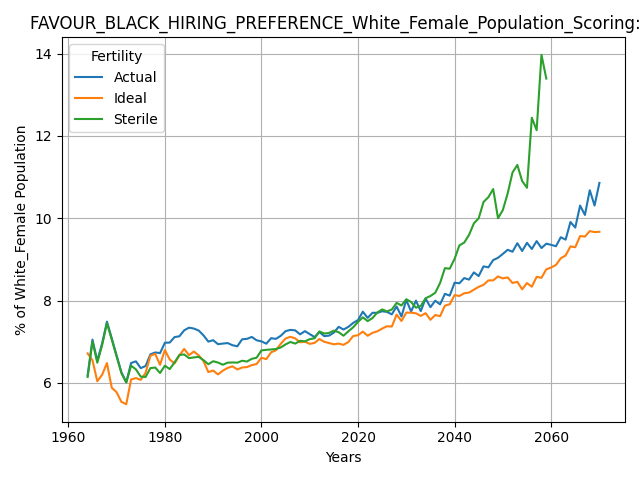 FAVOUR_BLACK_HIRING_PREFERENCE_White_Female_Population_Scoring:
Fertility
Actual
Ideal
Sterile
% of White_Female Population
14
12
10
8
6
1960 1980 2000 2020 2040 2060
Years